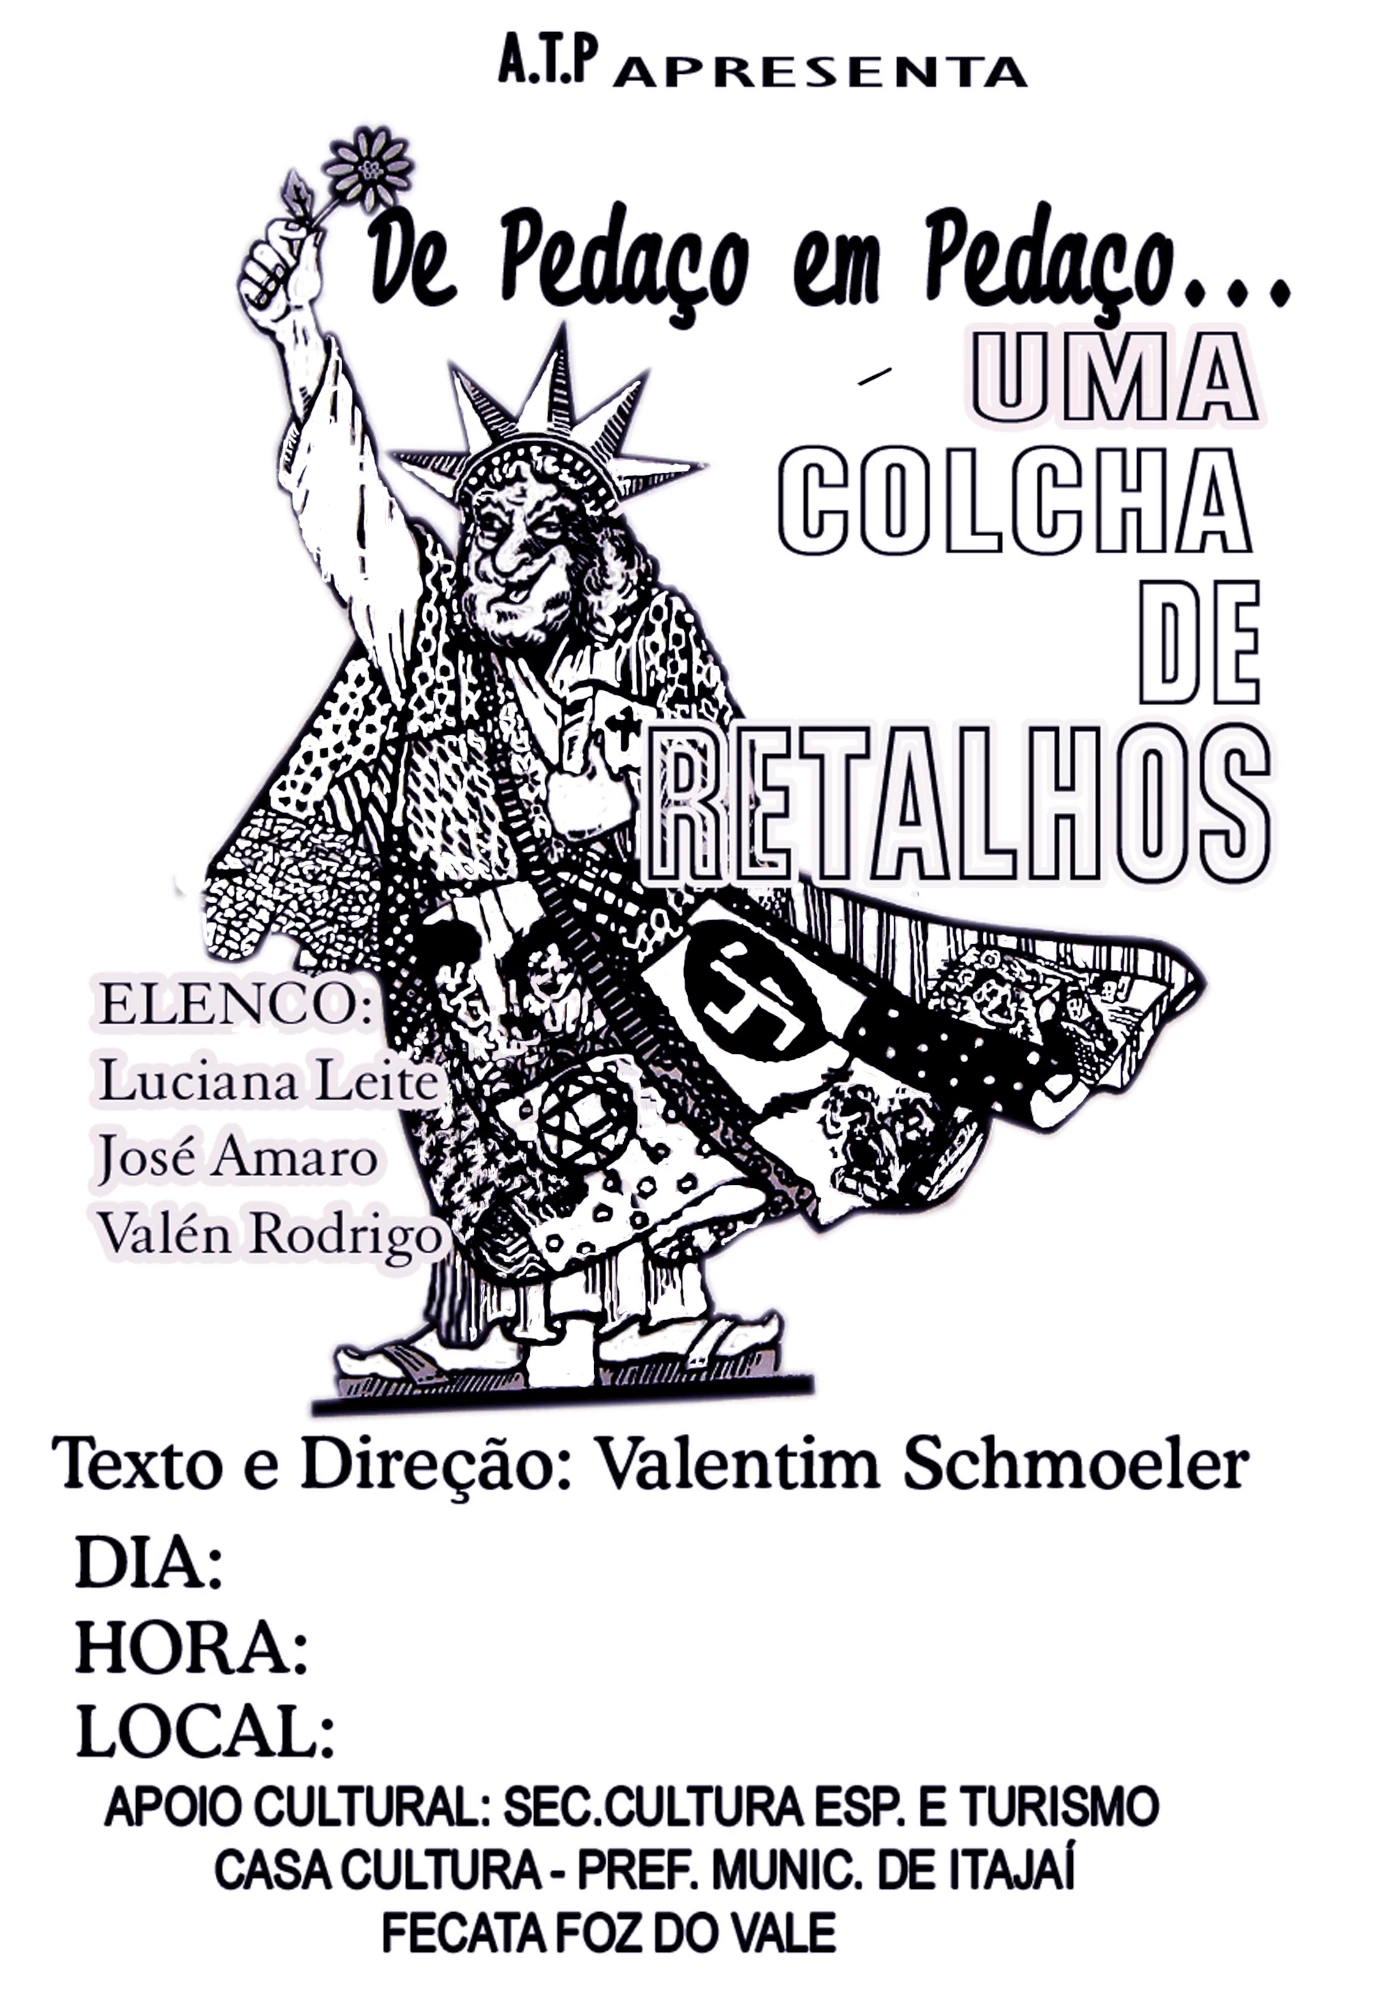 A.T.P APRESENTA
De Pedaço em Pedaço...
UMA
COLCHA
DE
RETALHOS
ELENCO:
Luciana Leite
José Amaro
Valén Rodrigo
Texto e Direção: Valentim Schmoeler
DIA:
HORA:
LOCAL:
APOIO CULTURAL: SEC.CULTURA ESP. E TURISMO
CASA CULTURA - PREF. MUNIC. DE ITAJAÍ
FECATA FOZ DO VALE